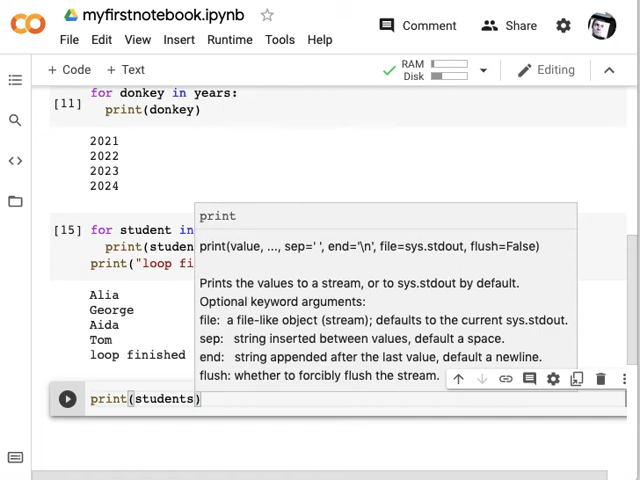 myfirstnotebook.ipynb
Comment
Share
File Edit View Insert Runtime Tools Help
+ Code + Text
RAM
Disk
Editing
for donkey in years:
[11]
print(donkey)
2021
2022
2023
2024
print
[15] for student in
print(studen
print("loop fi
print(value, ..., sep=' ', end='\n', file=sys.stdout, flush=False)
Prints the values to a stream, or to sys.stdout by default.
Optional keyword arguments:
file: a file-like object (stream); defaults to the current sys.stdout.
sep: string inserted between values, default a space.
end: string appended after the last value, default a newline.
flush: whether to forcibly flush the stream.
Alia
George
Aida
Tom
loop finished
print(students)